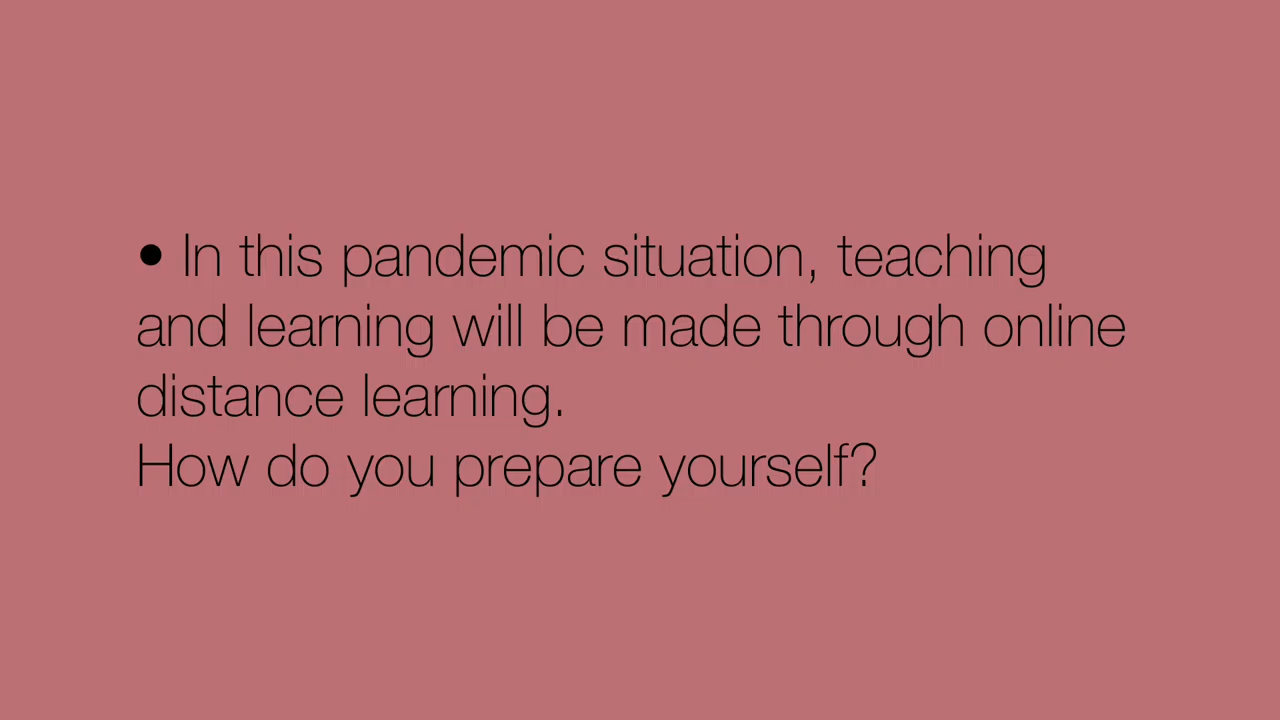 • In this pandemic situation, teaching
and learning will be made through online
distance learning.
How do you prepare yourself?